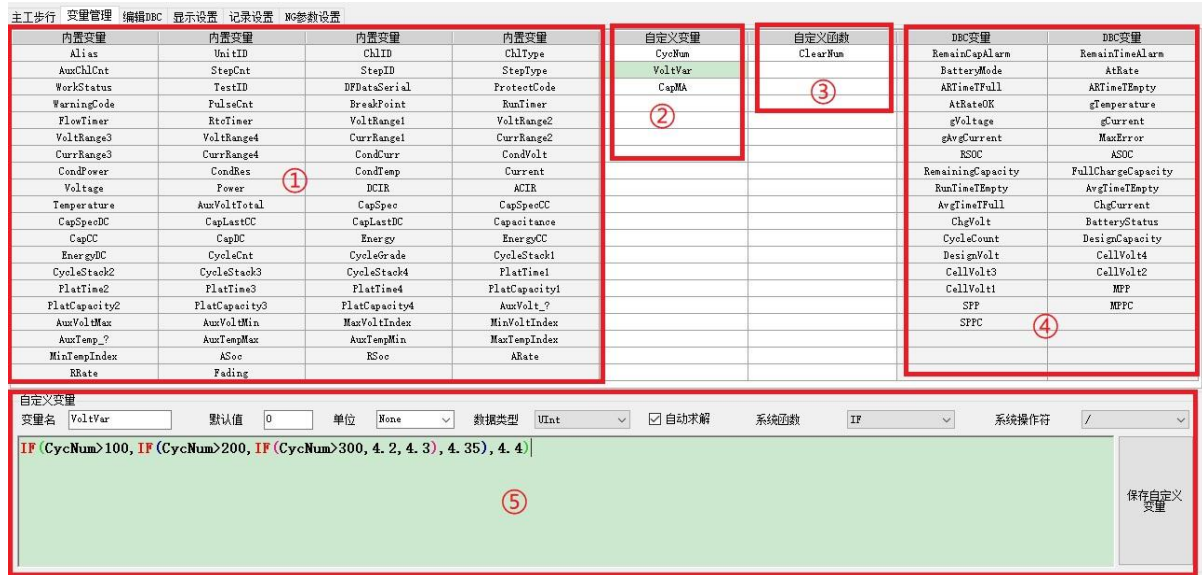 主工步行 变量管理 编辑DBC 显示设置 记录设置 NG参数设置
内置变量 内置变量 内置变量 内置变量 自定义变量 自定义函数 DBC变量 DBC变量
Alias UnitID ChlID ChlType CycNum ClearNum RemainCapAlarm RemainTimeAlarm
AuxChlCnt StepCnt StepID StepType VoltVar BatteryMode AtRate
WorkStatus TestID DFDataSerial ProtectCode CapMA ③ ARTimeTFull ARTimeTEmpty
WarningCode PulseCnt BreakPoint RunTimer AtRateOK gTemperature
FlowTimer RtcTimer VoltRange1 VoltRange2 ② gVoltage gCurrent
VoltRange3 VoltRange4 CurrRange1 CurrRange2 gAvgCurrent MaxError
CurrRange3 CurrRange4 CondCurr CondVolt RSOC ASOC
CondPower CondRes ① CondTemp Current RemainingCapacity FullChargeCapacity
Voltage Power DCIR ACIR RunTimeTEmpty AvgTimeTEmpty
Temperature AuxVoltTotal CapSpec CapSpecCC AvgTimeTFull ChgCurrent
CapSpecDC CapLastCC CapLastDC Capacitance ChgVolt BatteryStatus
CapCC CapDC Energy EnergyCC CycleCount DesignCapacity
EnergyDC CycleCnt CycleGrade CycleStack1 DesignVolt CellVolt4
CycleStack2 CycleStack3 CycleStack4 PlatTime1 CellVolt3 CellVolt2
PlatTime2 PlatTime3 PlatTime4 PlatCapacity1 CellVolt1 MPP
PlatCapacity2 PlatCapacity3 PlatCapacity4 AuxVolt_? SPP MPPC
AuxVoltMax AuxVoltMin MaxVoltIndex MinVoltIndex SPPC ④
AuxTemp_? AuxTempMax AuxTempMin MaxTempIndex
MinTempIndex ASoc RSoc ARate
RRate Fading
自定义变量
变量名 VoltVar 默认值 0 单位 None 数据类型 UInt 自动求解 系统函数 IF 系统操作符 /
IF(CycNum>100,IF(CycNum>200,IF(CycNum>300,4.2,4.3),4.35),4.4)
⑤
保存自定义
变量